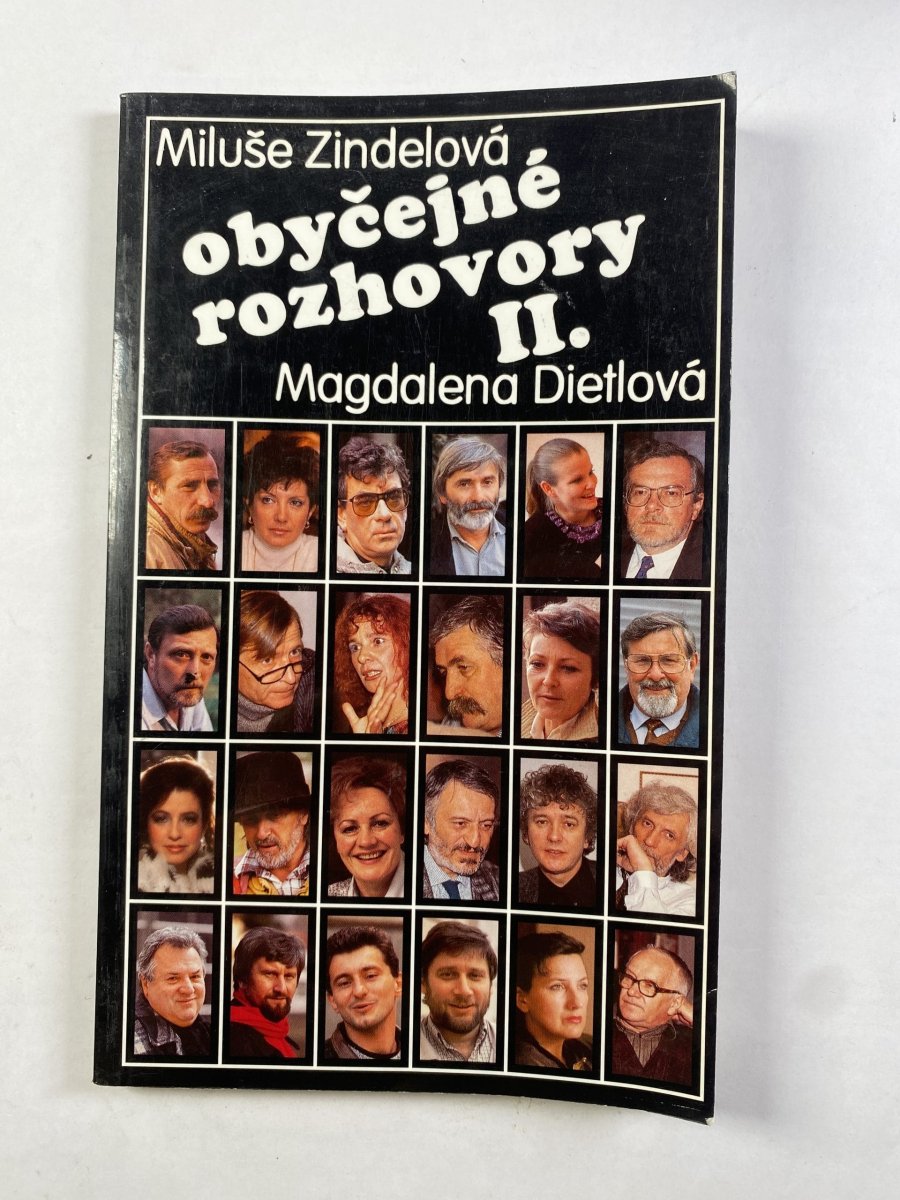 Miluše Zindelová
obyčejné
rozhovory
II.
Magdalena Dietlová